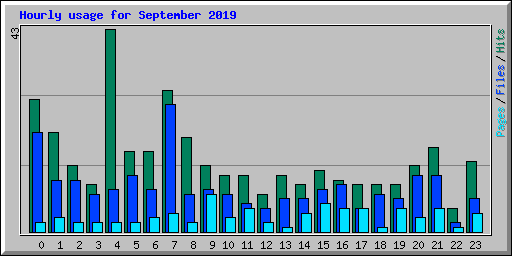 Hourly usage for September 2019
43
Pages / Files / Hits
0 1 2 3 4 5 6 7 8 9 10 11 12 13 14 15 16 17 18 19 20 21 22 23